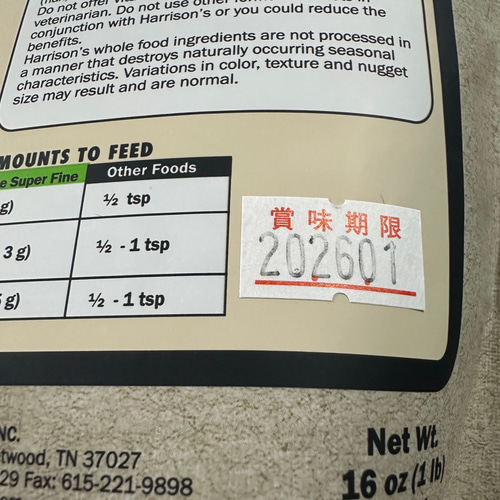 Do not offer
veterinarian. Do not use other
conjunction with Harrison's or you could reduce the
benefits.
Harrison's whole food ingredients are not processed in
a manner that destroys naturally occurring seasonal
characteristics. Variations in color, texture and nugget
size may result and are normal.
MOUNTS TO FEED
e Super Fine
Other Foods
g)
½ tsp
3 g)
½ - 1 tsp
g)
½ - 1 tsp
賞味期限
202601
NC.
twood, TN 37027
29 Fax: 615-221-9898
Net Wt.
16 oz (1 lb)